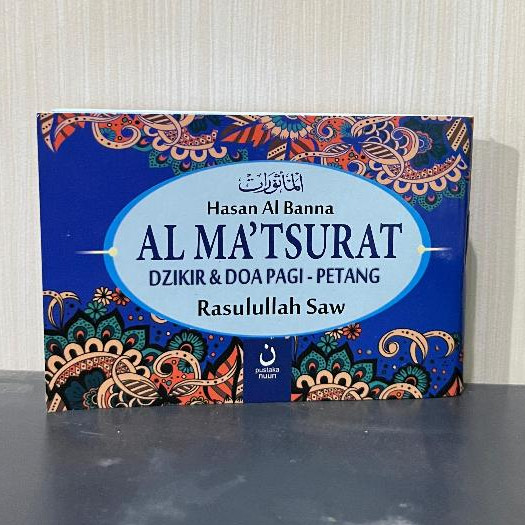 المأثورات
Hasan Al Banna
AL MA'TSURAT
DZIKIR & DOA PAGI - PETANG
Rasulullah Saw
ن
pustaka
nuun